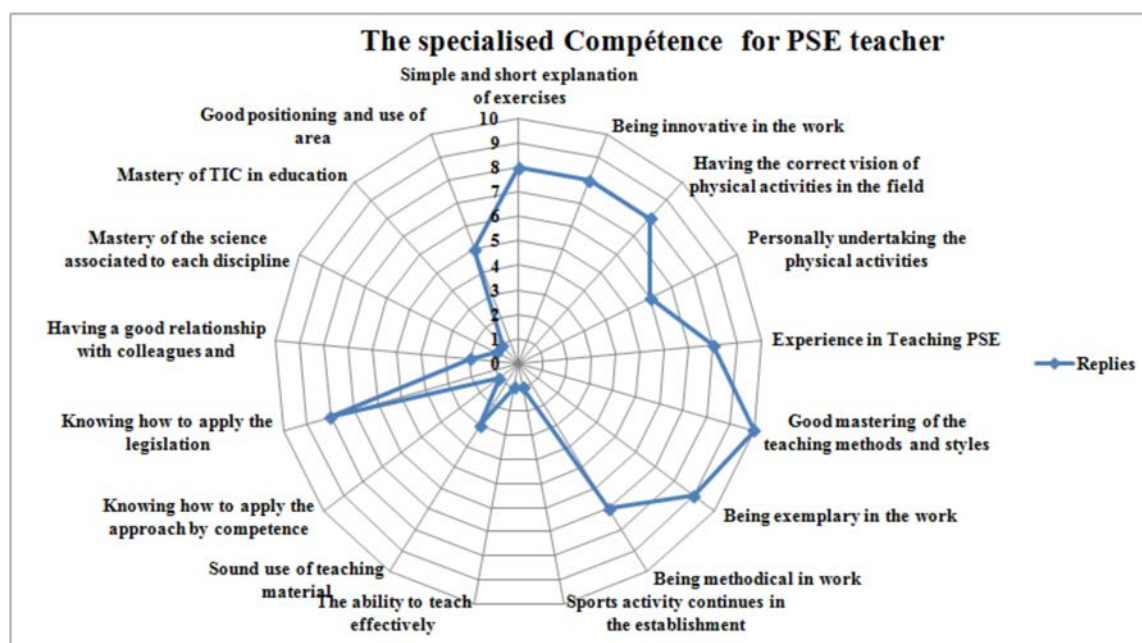 The specialised Compétence for PSE teacher
Simple and short explanation
of exercises
Being innovative in the work
Having the correct vision of
physical activities in the field
Personally undertaking the
physical activities
Experience in Teaching PSE
Good mastering of the
teaching methods and styles
Being exemplary in the work
Being methodical in work
Sports activity continues in
the establishment
The ability to teach
effectively
Sound use of teaching
material
Knowing how to apply the
approach by competence
Knowing how to apply the
legislation
Having a good relationship
with colleagues and
Mastery of the science
associated to each discipline
Mastery of TIC in education
Good positioning and use of
area
10
9
8
7
6
5
4
3
2
1
0
Replies